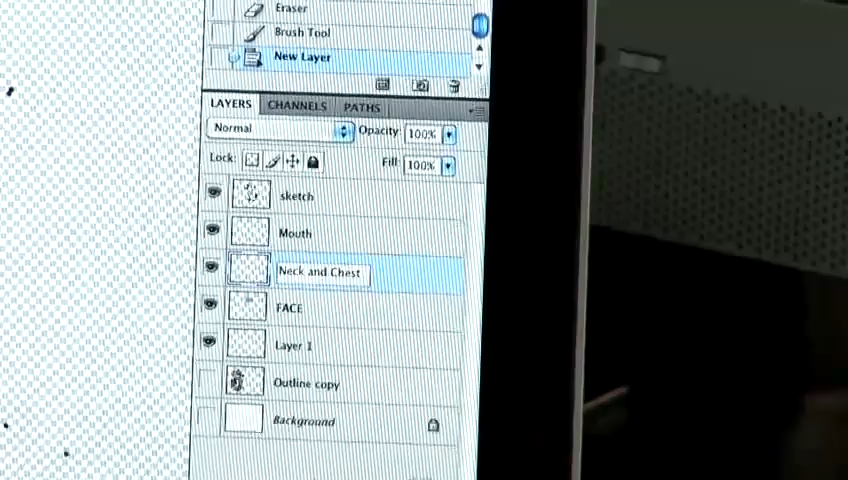 Eraser
Brush Tool
New Layer
LAYERS CHANNELS PATHS
Normal Opacity: 100%
Lock: Fill: 100%
sketch
Mouth
Neck and Chest
FACE
Layer 1
Outline copy
Background